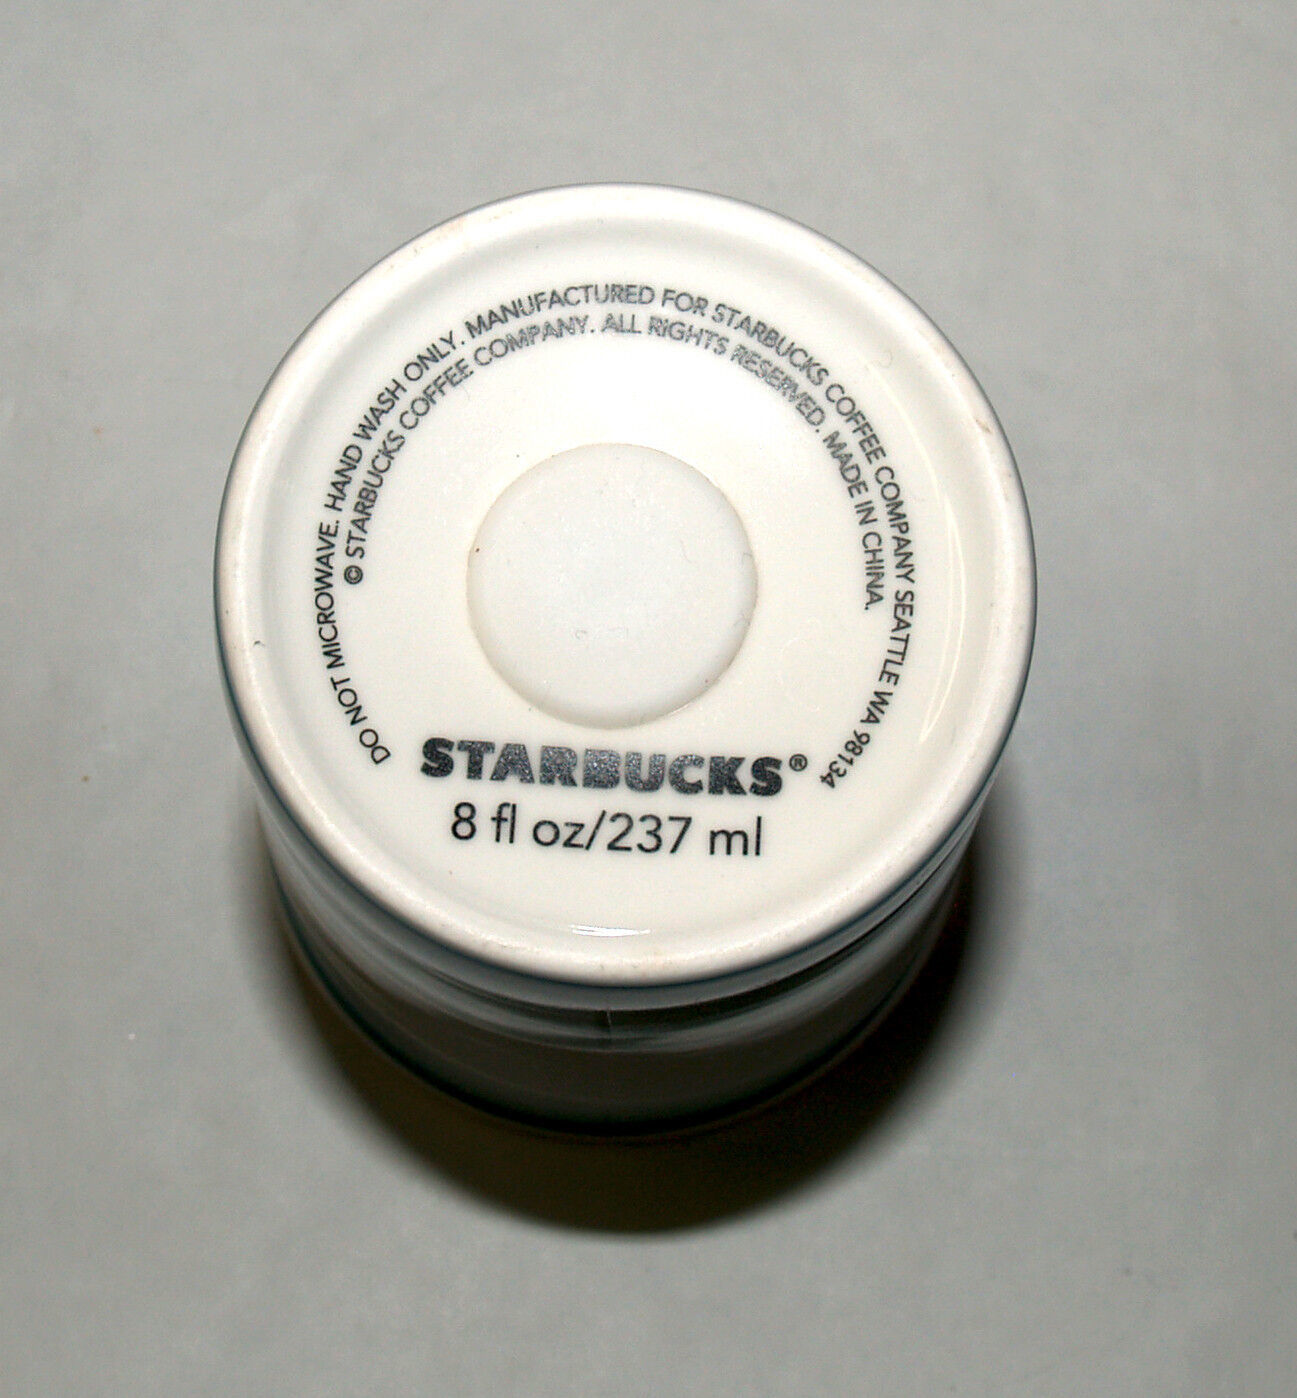 DO NOT MICROWAVE. HAND WASH ONLY. MANUFACTURED FOR STARBUCKS COFFEE COMPANY SEATTLE WA 98134
© STARBUCKS COFFEE COMPANY. ALL RIGHTS RESERVED. MADE IN CHINA.
STARBUCKS®
8 fl oz/237 ml